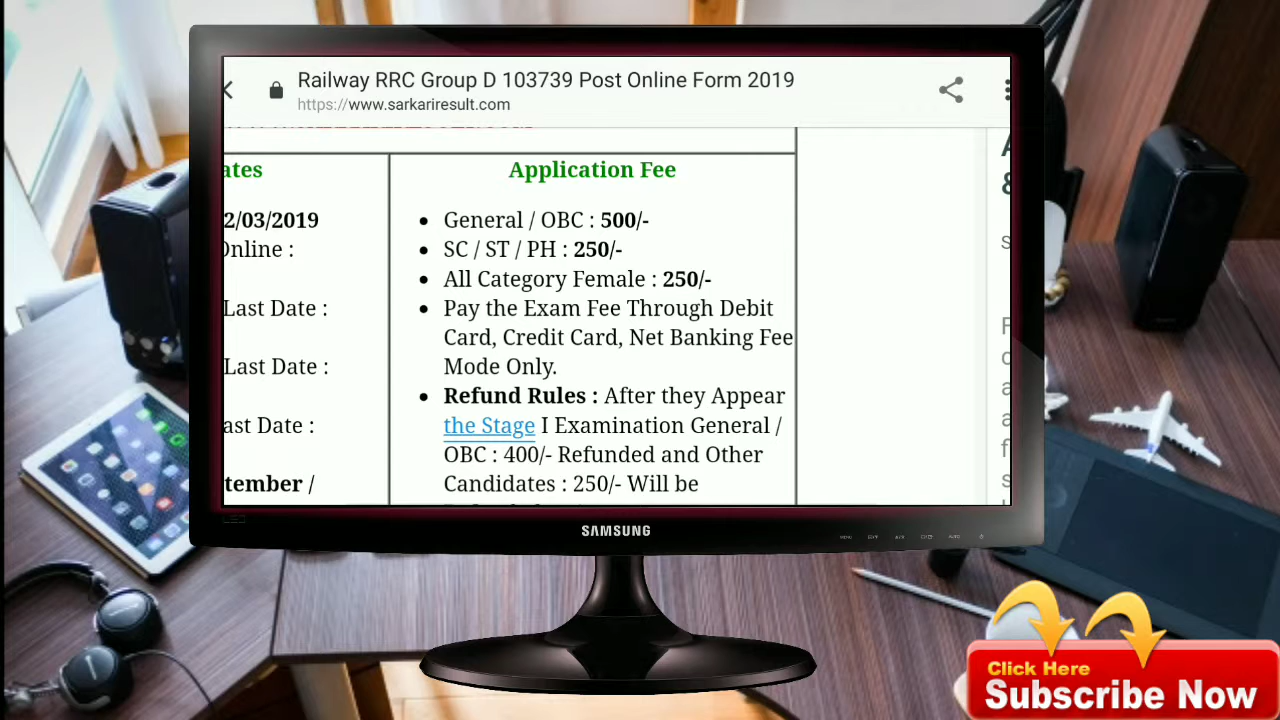 Railway RRC Group D 103739 Post Online Form 2019
https://www.sarkariresult.com
ates
Application Fee
2/03/2019
Online :
Last Date :
Last Date :
ast Date :
tember /
General / OBC : 500/-
SC / ST / PH : 250/-
All Category Female : 250/-
Pay the Exam Fee Through Debit
Card, Credit Card, Net Banking Fee
Mode Only.
Refund Rules : After they Appear
the Stage I Examination General /
OBC : 400/- Refunded and Other
Candidates : 250/- Will be
&
SAMSUNG
MENU
AUTO
Click Here
Subscribe Now